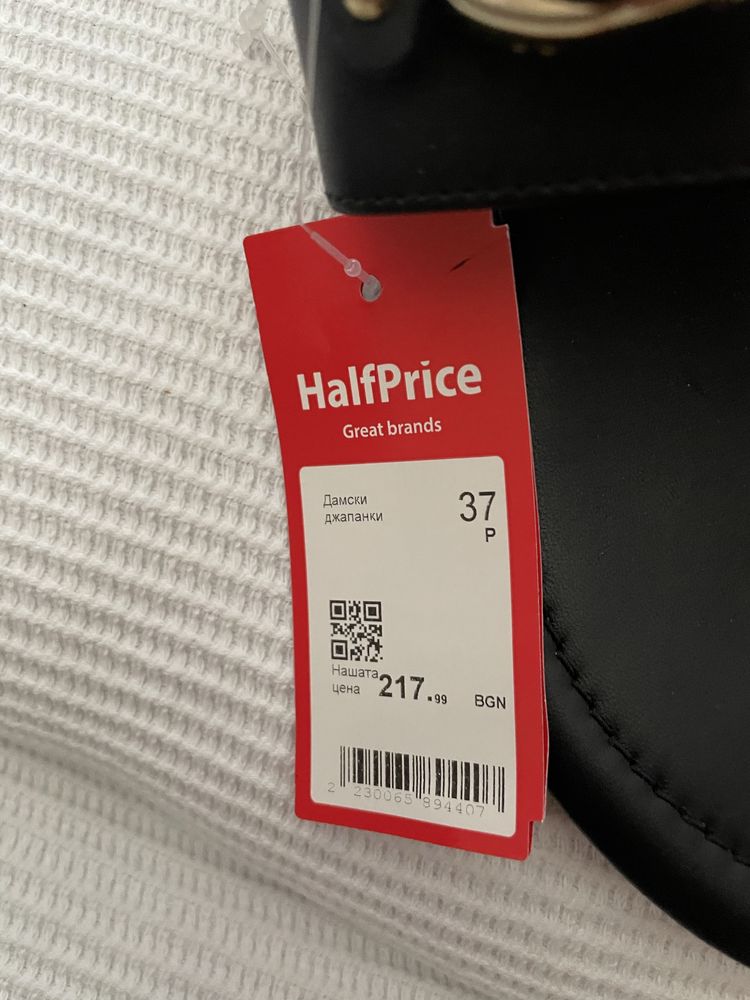 HalfPrice
Great brands
Дамски
джапанки
37
P
Нашата
цена 217.99 BGN
2 230065 894407